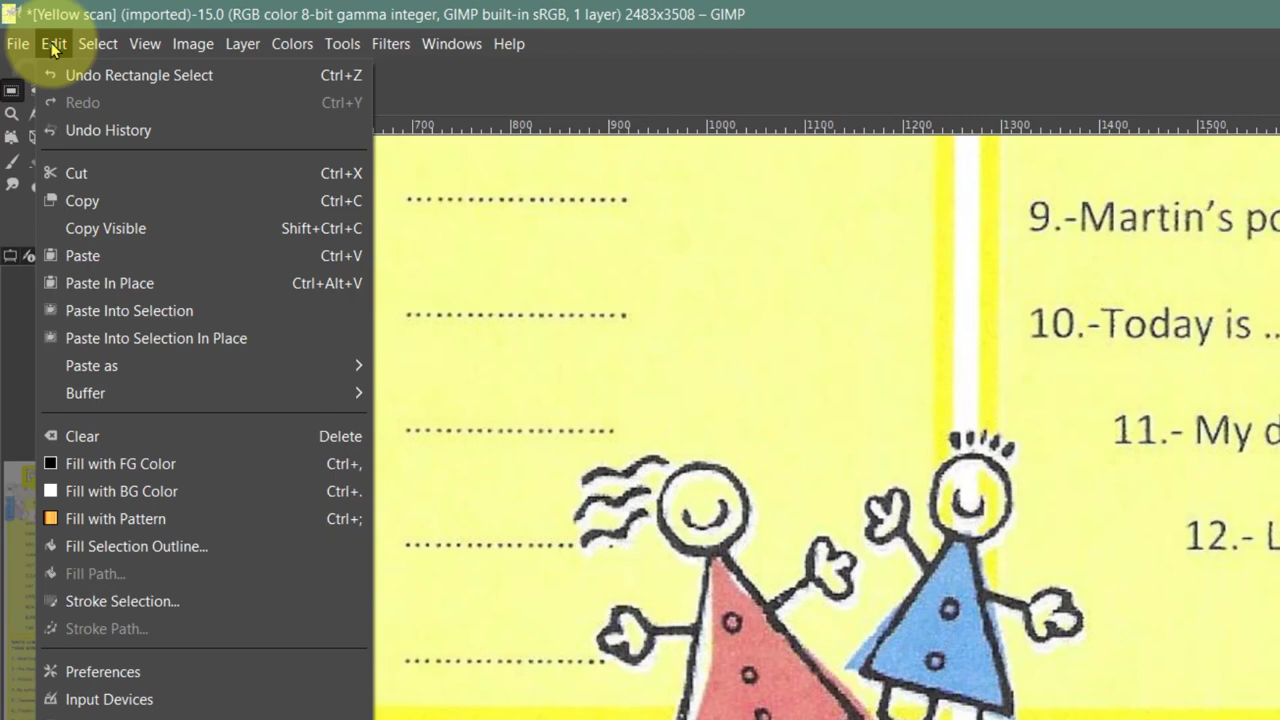 *[Yellow scan] (imported)-15.0 (RGB color 8-bit gamma integer, GIMP built-in sRGB, 1 layer) 2483x3508 – GIMP
File Edit Select View Image Layer Colors Tools Filters Windows Help
Undo Rectangle Select Ctrl+Z
Redo Ctrl+Y
Undo History
Cut Ctrl+X
Copy Ctrl+C
Copy Visible Shift+Ctrl+C
Paste Ctrl+V
Paste In Place Ctrl+Alt+V
Paste Into Selection
Paste Into Selection In Place
Paste as
Buffer
Clear Delete
Fill with FG Color Ctrl+,
Fill with BG Color Ctrl+.
Fill with Pattern Ctrl+;
Fill Selection Outline...
Fill Path...
Stroke Selection...
Stroke Path...
Preferences
Input Devices
700 800 900 1000 1100 1200 1300 1400 1500
9.-Martin's po
10.-Today is ..
11.- My d
12.- L